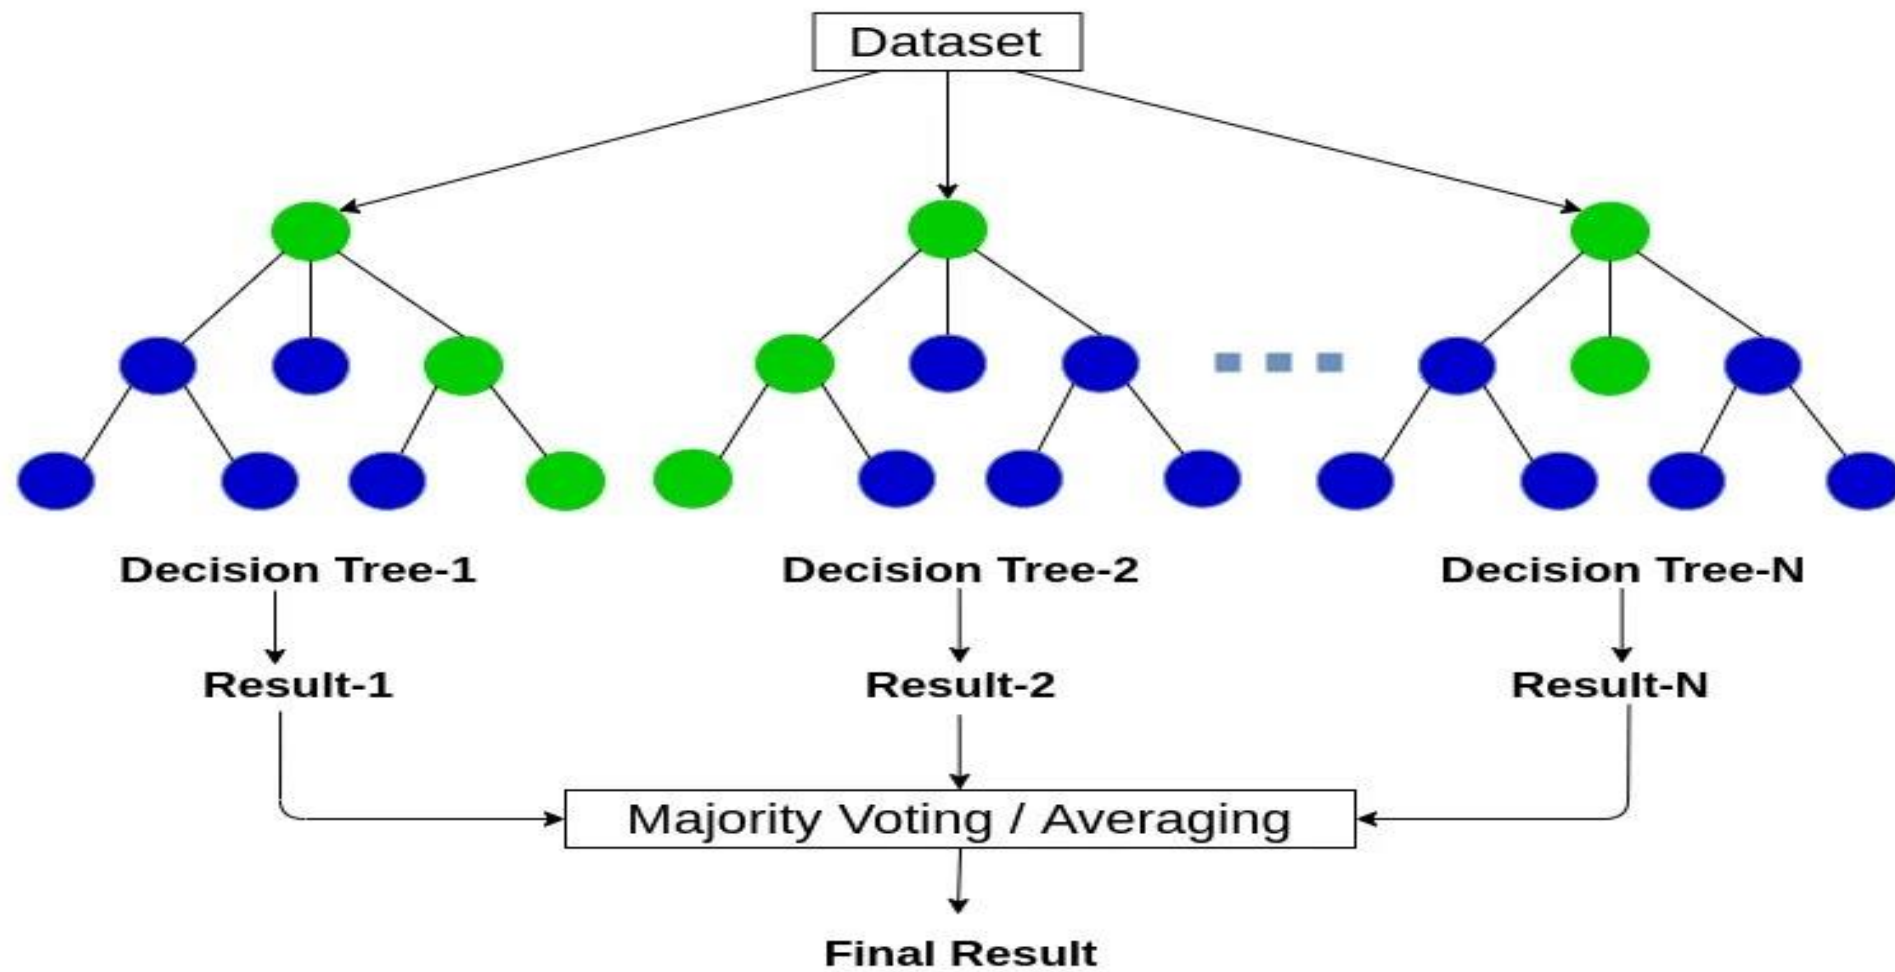 Dataset
Decision Tree-1
Decision Tree-2
Decision Tree-N
Result-1
Result-2
Result-N
Majority Voting / Averaging
Final Result